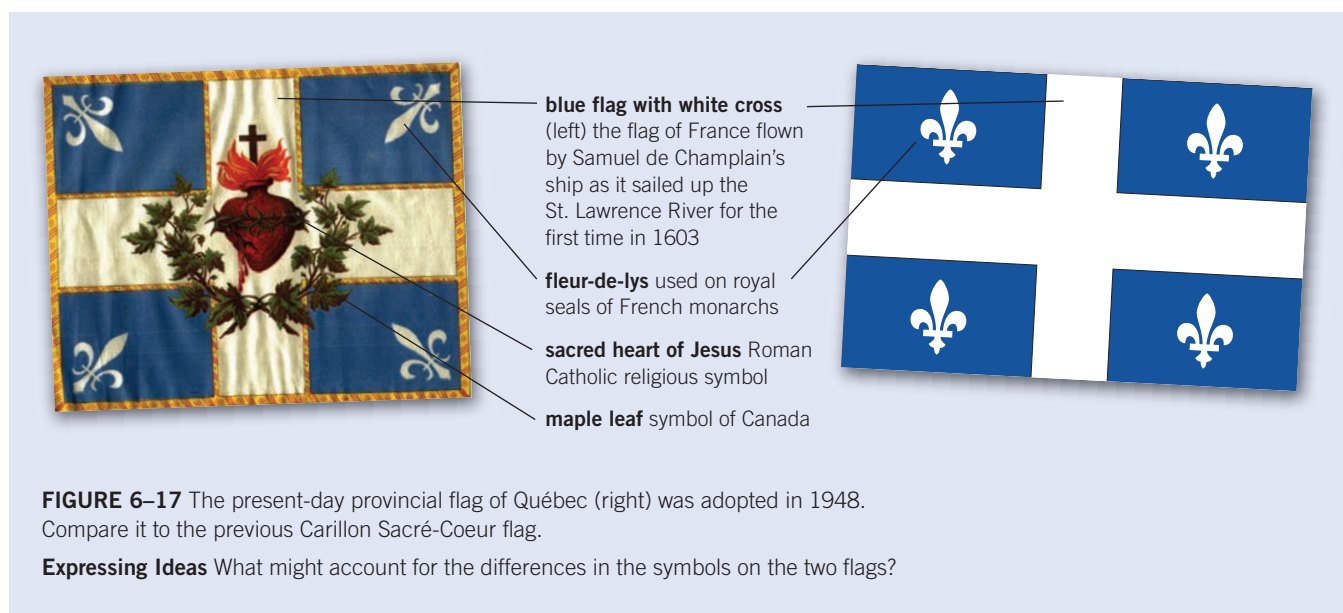 blue flag with white cross
(left) the flag of France flown
by Samuel de Champlain’s
ship as it sailed up the
St. Lawrence River for the
first time in 1603
fleur-de-lys used on royal
seals of French monarchs
sacred heart of Jesus Roman
Catholic religious symbol
maple leaf symbol of Canada
FIGURE 6–17 The present-day provincial flag of Québec (right) was adopted in 1948.
Compare it to the previous Carillon Sacré-Coeur flag.
Expressing Ideas What might account for the differences in the symbols on the two flags?